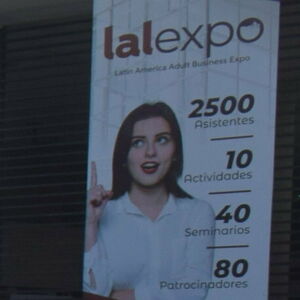 lalexpo
Latin America Adult Business Expo
2500
Asistentes
10
Actividades
40
Seminarios
80
Patrocinadores